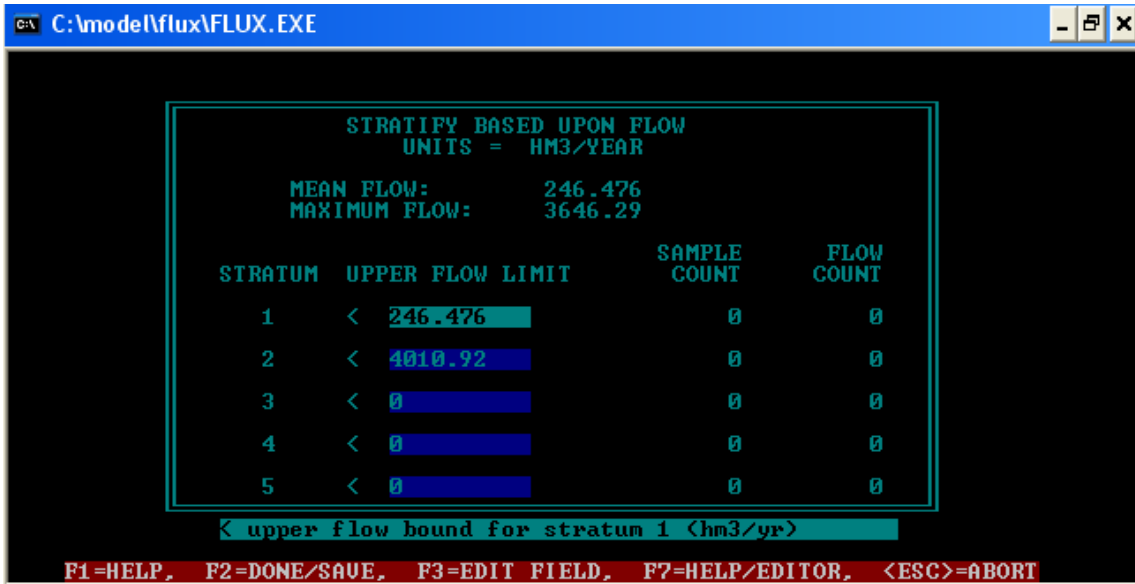 C:\model\flux\FLUX.EXE
STRATIFY BASED UPON FLOW
UNITS = HM3/YEAR
MEAN FLOW: 246.476
MAXIMUM FLOW: 3646.29
SAMPLE FLOW
STRATUM UPPER FLOW LIMIT COUNT COUNT
1 < 246.476 0 0
2 < 4010.92 0 0
3 < 0 0 0
4 < 0 0 0
5 < 0 0 0
< upper flow bound for stratum 1 (hm3/yr)
F1=HELP, F2=DONE/SAVE, F3=EDIT FIELD, F7=HELP/EDITOR, <ESC>=ABORT